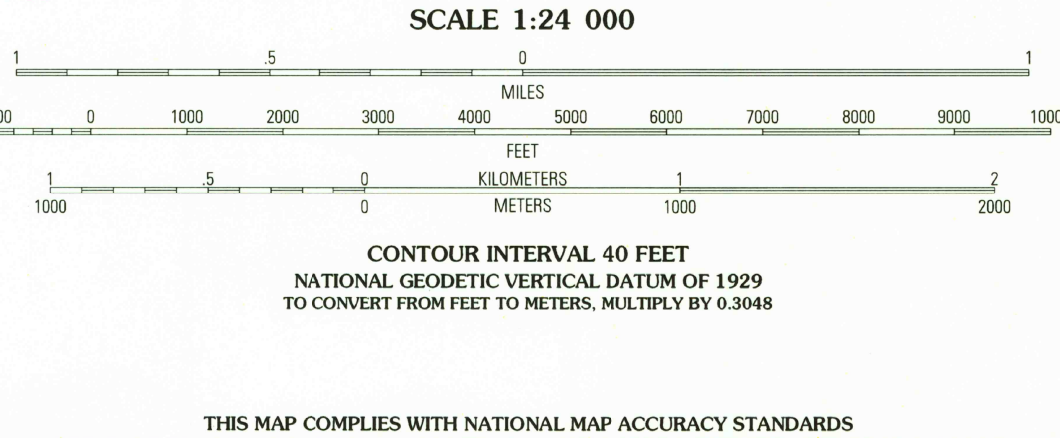 SCALE 1:24 000
1 .5 0 1
MILES
0 1000 2000 3000 4000 5000 6000 7000 8000 9000
FEET
1 .5 0 KILOMETERS 1 2
1000 0 METERS 1000 2000
CONTOUR INTERVAL 40 FEET
NATIONAL GEODETIC VERTICAL DATUM OF 1929
TO CONVERT FROM FEET TO METERS, MULTIPLY BY 0.3048
THIS MAP COMPLIES WITH NATIONAL MAP ACCURACY STANDARDS